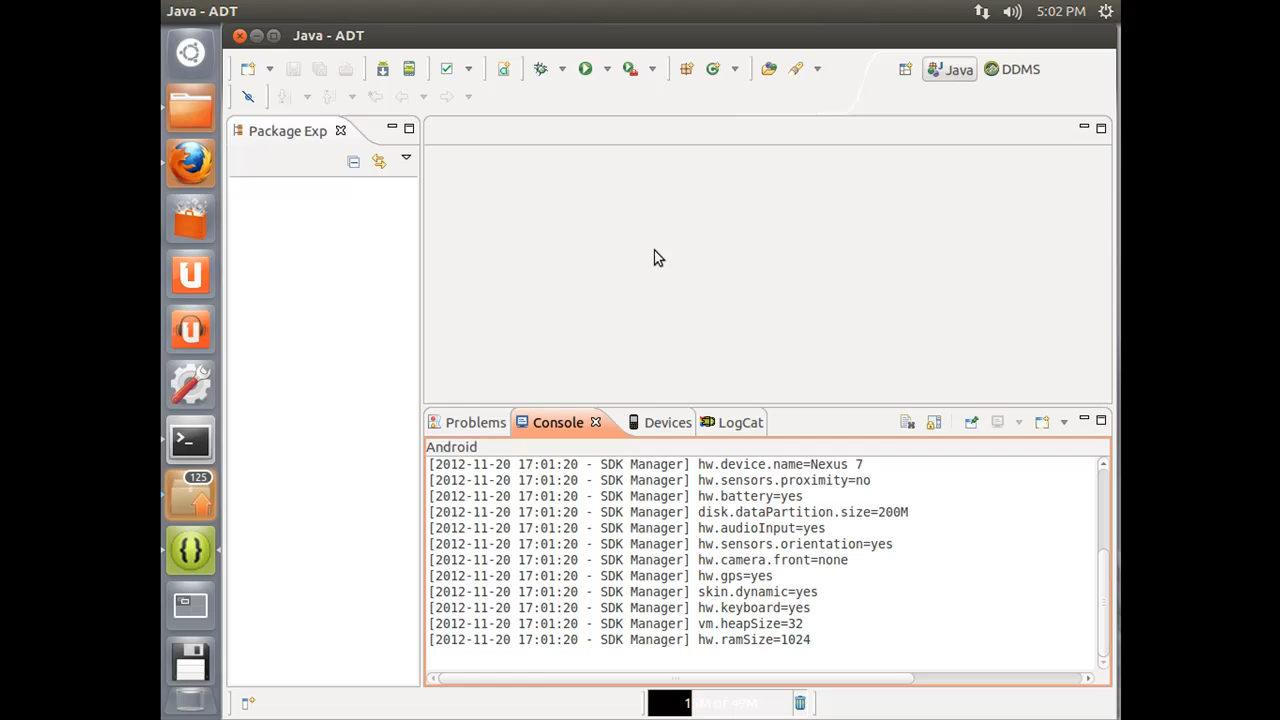 Java - ADT
5:02 PM
Java - ADT
Java
DDMS
Package Exp
Problems
Console
Devices
LogCat
Android
[2012-11-20 17:01:20 - SDK Manager] hw.device.name=Nexus 7
[2012-11-20 17:01:20 - SDK Manager] hw.sensors.proximity=no
[2012-11-20 17:01:20 - SDK Manager] hw.battery=yes
[2012-11-20 17:01:20 - SDK Manager] disk.dataPartition.size=200M
[2012-11-20 17:01:20 - SDK Manager] hw.audioInput=yes
[2012-11-20 17:01:20 - SDK Manager] hw.sensors.orientation=yes
[2012-11-20 17:01:20 - SDK Manager] hw.camera.front=none
[2012-11-20 17:01:20 - SDK Manager] hw.gps=yes
[2012-11-20 17:01:20 - SDK Manager] skin.dynamic=yes
[2012-11-20 17:01:20 - SDK Manager] hw.keyboard=yes
[2012-11-20 17:01:20 - SDK Manager] vm.heapSize=32
[2012-11-20 17:01:20 - SDK Manager] hw.ramSize=1024
125